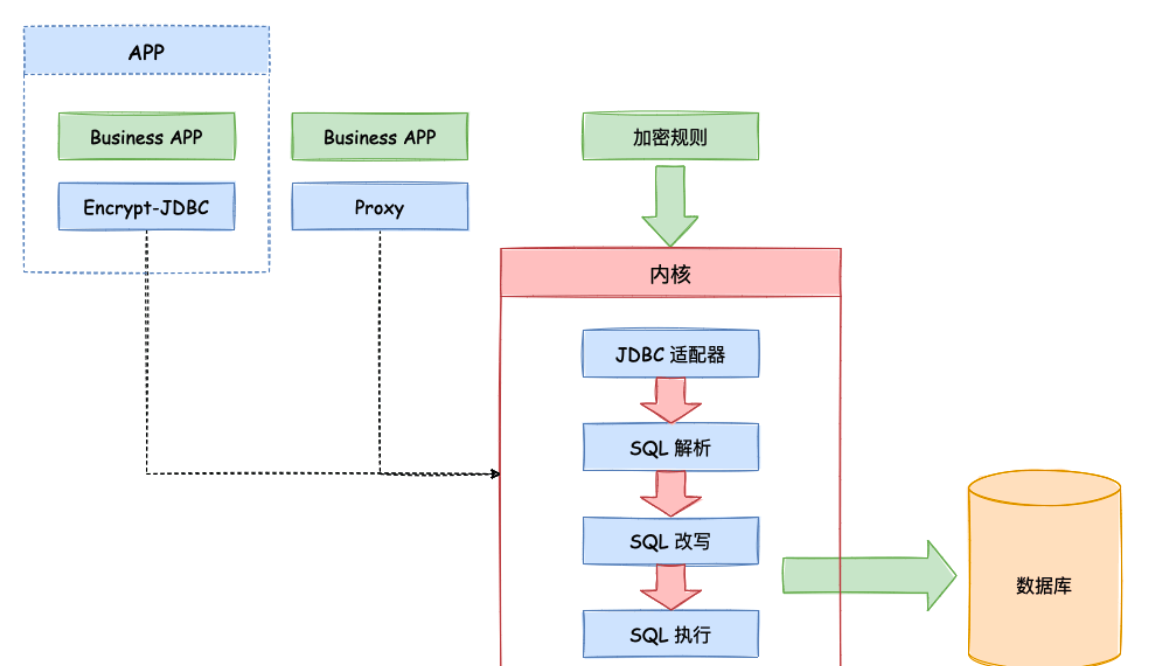 APP
Business APP
Encrypt-JDBC
Business APP
Proxy
加密规则
内核
JDBC 适配器
SQL 解析
SQL 改写
SQL 执行
数据库